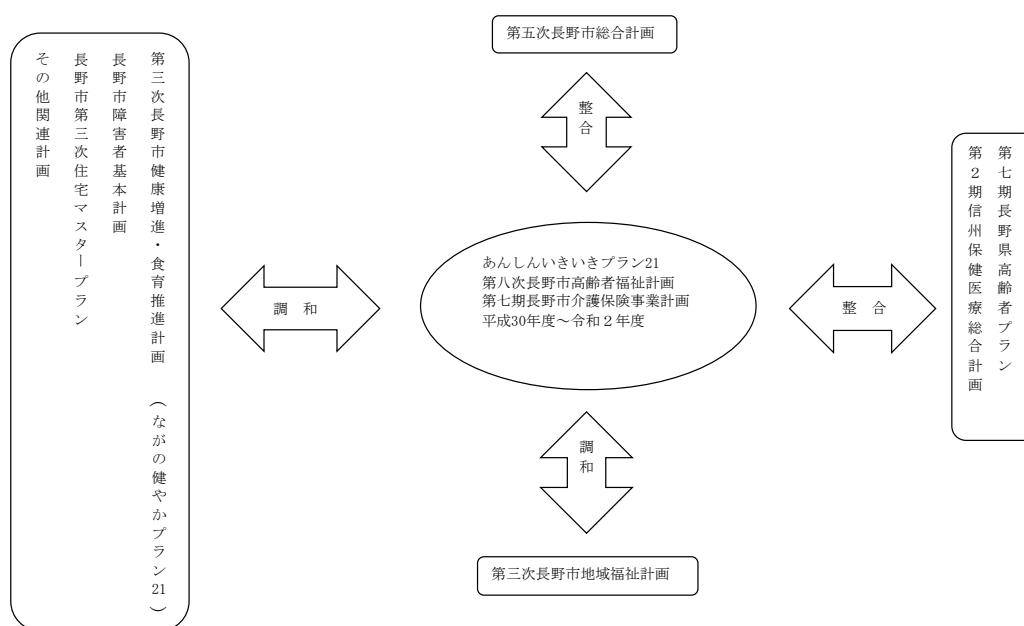 第五次長野市総合計画
整合
第三次長野市健康増進・食育推進計画　（ながの健やかプラン21）
長野市障害者基本計画
長野市第三次住宅マスタープラン
その他関連計画
調　和
あんしんいきいきプラン21
第八次長野市高齢者福祉計画
第七期長野市介護保険事業計画
平成30年度～令和２年度
整　合
第七期長野県高齢者プラン
第２期信州保健医療総合計画
調和
第三次長野市地域福祉計画